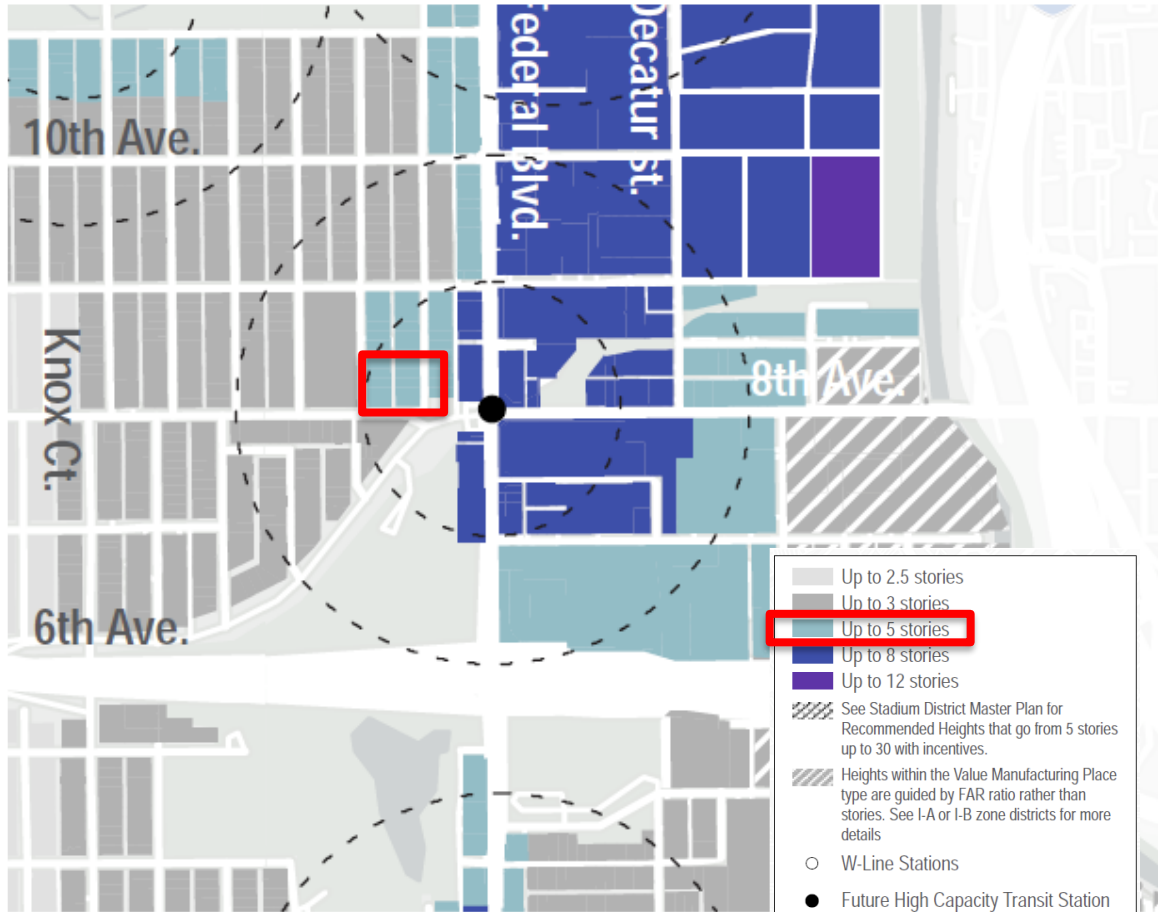 Federal Blvd.
Decatur St.
10th Ave.
Knox Ct.
8th Ave.
6th Ave.
Up to 2.5 stories
Up to 3 stories
Up to 5 stories
Up to 8 stories
Up to 12 stories
See Stadium District Master Plan for
Recommended Heights that go from 5 stories
up to 30 with incentives.
Heights within the Value Manufacturing Place
type are guided by FAR ratio rather than
stories. See I-A or I-B zone districts for more
details
W-Line Stations
Future High Capacity Transit Station